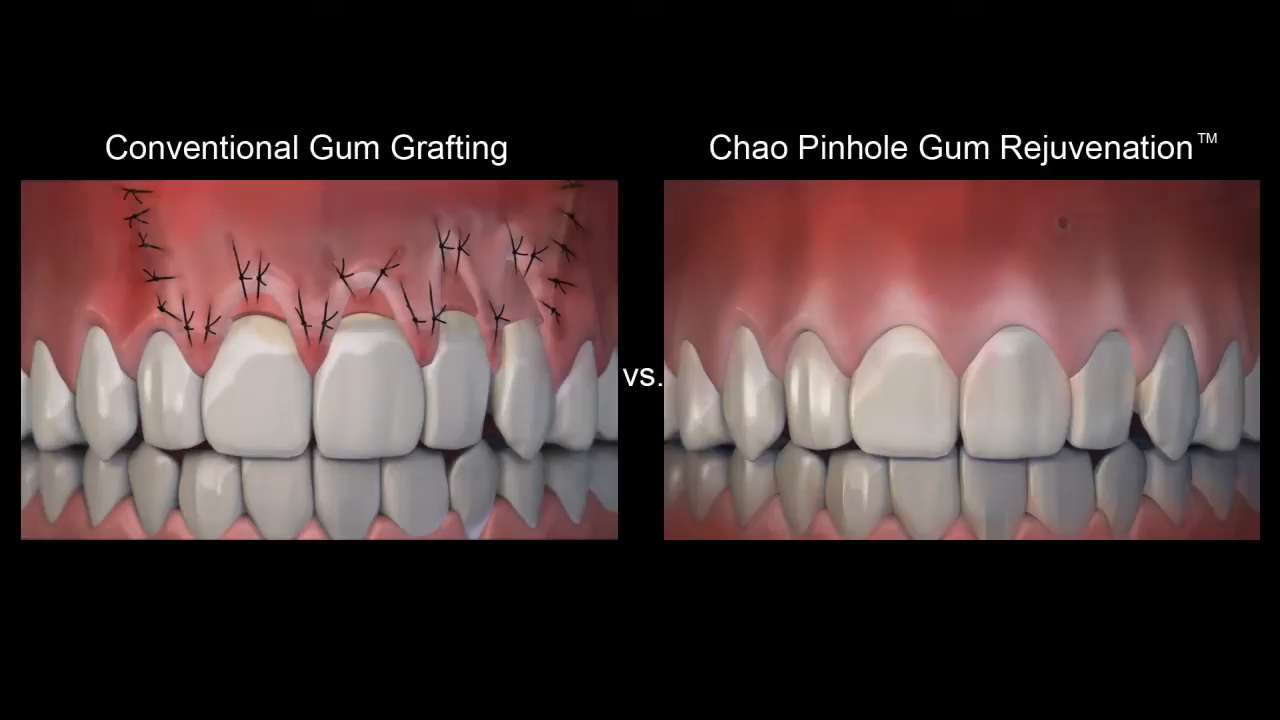 Conventional Gum Grafting
vs.
Chao Pinhole Gum Rejuvenation™